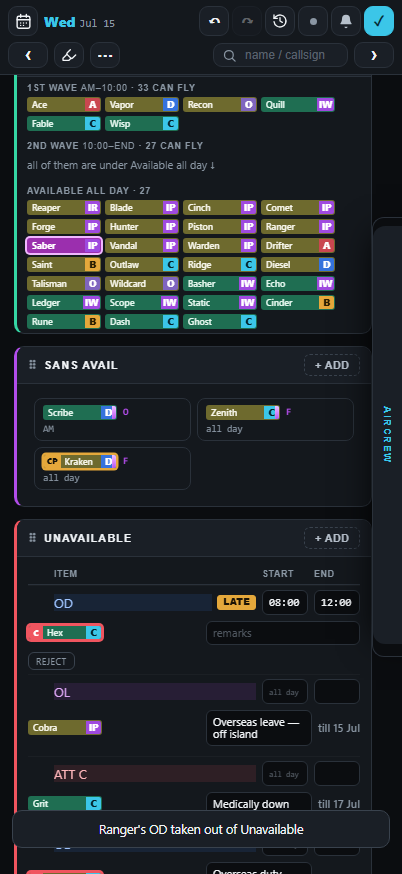 Wed Jul 15
name / callsign
1ST WAVE AM–10:00 · 33 CAN FLY
Ace A Vapor D Recon O Quill IW
Fable C Wisp C
2ND WAVE 10:00–END · 27 CAN FLY
all of them are under Available all day ↓
AVAILABLE ALL DAY · 27
Reaper IR Blade IP Cinch IP Comet IP
Forge IP Hunter IP Piston IP Ranger IP
Saber IP Vandal IP Warden IP Drifter A
Saint B Outlaw C Ridge C Diesel D
Talisman O Wildcard O Basher IW Echo IW
Ledger IW Scope IW Static IW Cinder B
Rune B Dash C Ghost C
AIRCREW
SANS AVAIL + ADD
Scribe D O
AM
Zenith C F
all day
CP Kraken D F
all day
UNAVAILABLE + ADD
ITEM START END
OD LATE 08:00 12:00
C Hex C remarks
REJECT
OL all day
Cobra IP Overseas leave — off island till 15 Jul
ATT C all day
Grit C Medically down till 17 Jul
Ranger's OD taken out of Unavailable